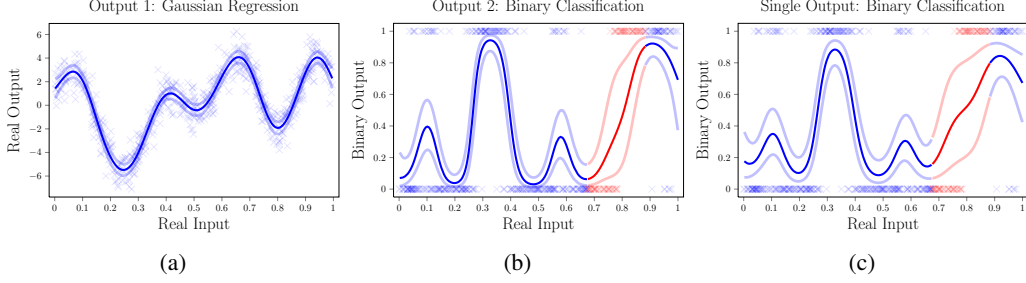 Output 1: Gaussian Regression
Real Output
6
4
2
0
−2
−4
−6
0 0.1 0.2 0.3 0.4 0.5 0.6 0.7 0.8 0.9 1
Real Input
(a)
Output 2: Binary Classification
Binary Output
1
0.8
0.6
0.4
0.2
0
0 0.1 0.2 0.3 0.4 0.5 0.6 0.7 0.8 0.9 1
Real Input
(b)
Single Output: Binary Classification
Binary Output
1
0.8
0.6
0.4
0.2
0
0 0.1 0.2 0.3 0.4 0.5 0.6 0.7 0.8 0.9 1
Real Input
(c)